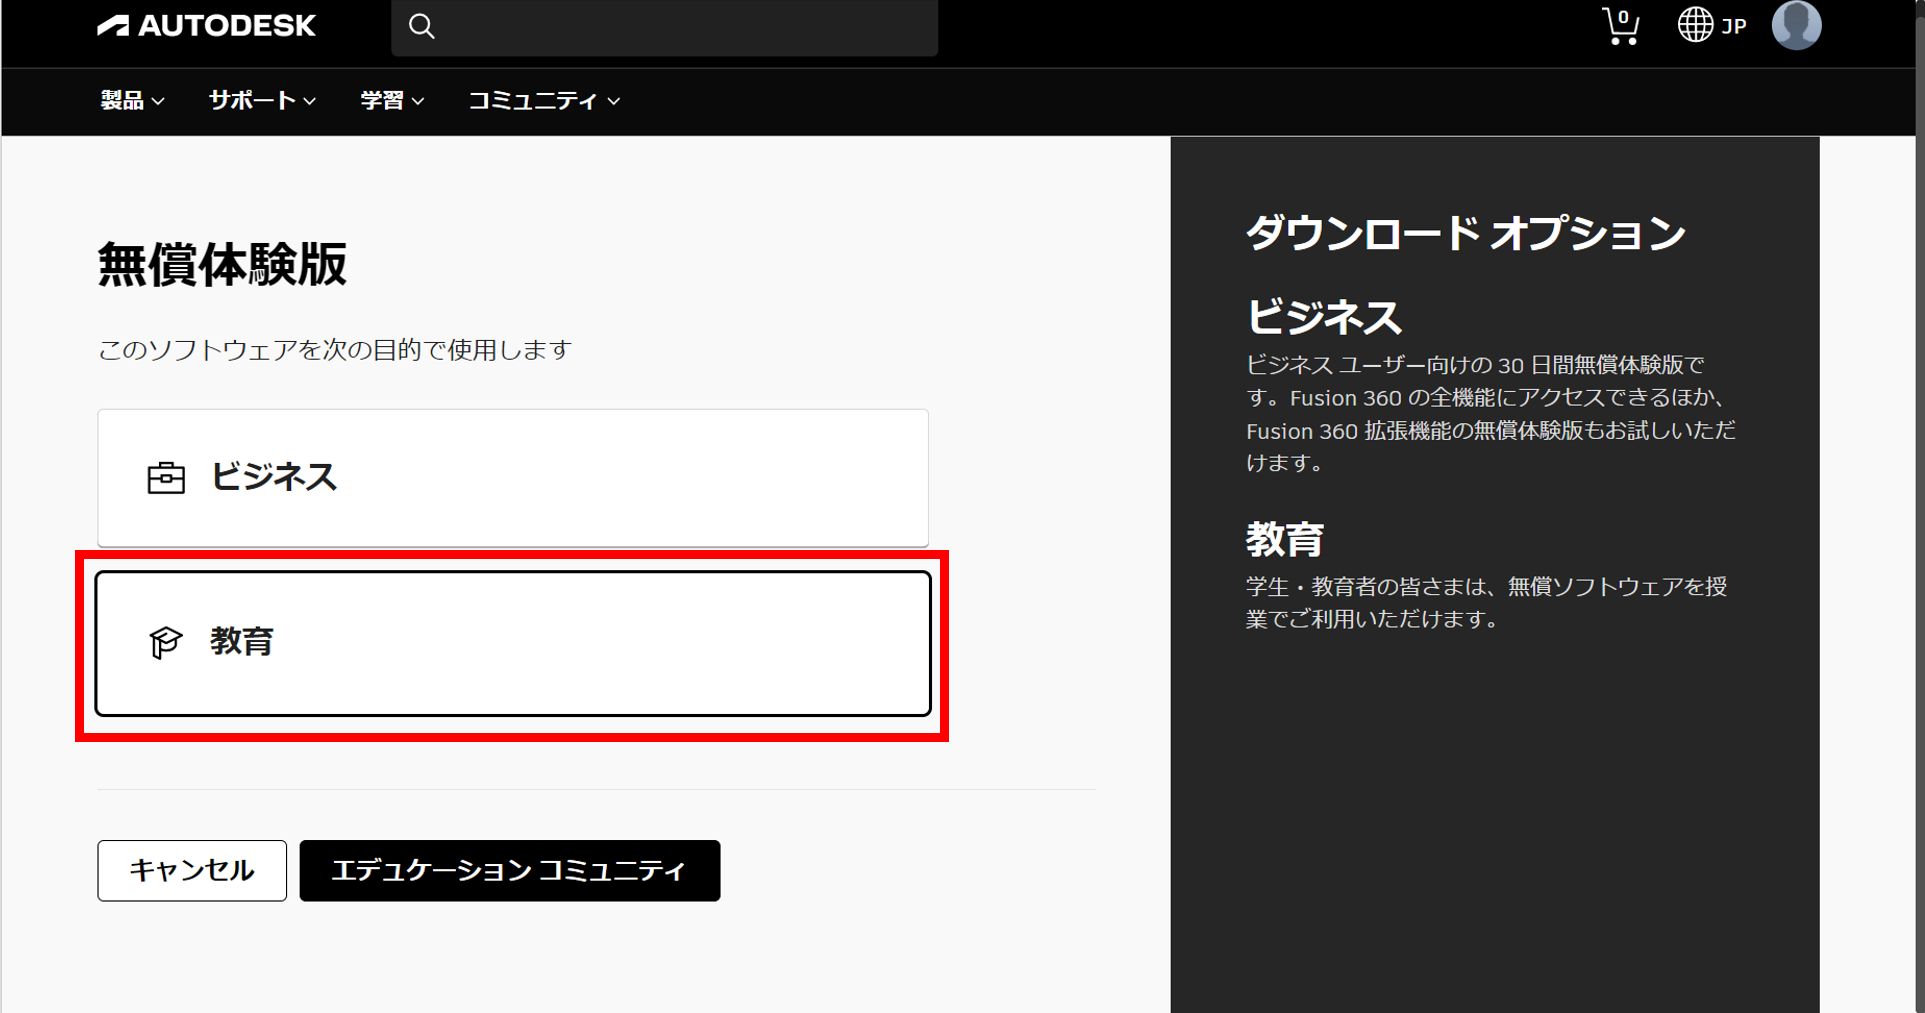 AUTODESK
0
JP
製品
サポート
学習
コミュニティ
無償体験版
このソフトウェアを次の目的で使用します
ビジネス
教育
キャンセル
エデュケーション コミュニティ
ダウンロード オプション
ビジネス
ビジネス ユーザー向けの 30 日間無償体験版で
す。Fusion 360 の全機能にアクセスできるほか、
Fusion 360 拡張機能の無償体験版もお試しいただ
けます。
教育
学生・教育者の皆さまは、無償ソフトウェアを授
業でご利用いただけます。